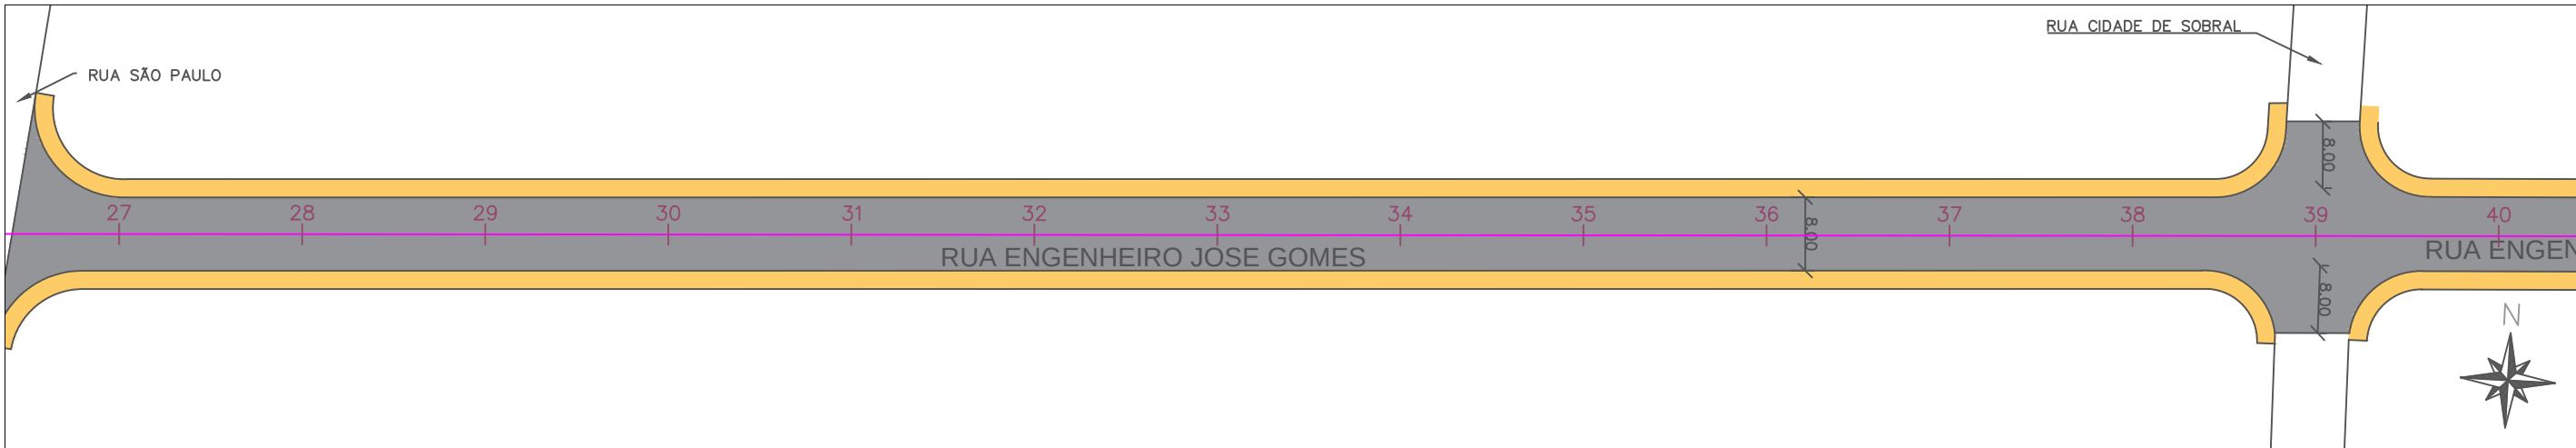 RUA CIDADE DE SOBRAL
RUA SÃO PAULO
8.00
27 28 29 30 31 32 33 34 35 36 37 38 39 40
8.00
RUA ENGENHEIRO JOSE GOMES
RUA ENGEN
8.00
N